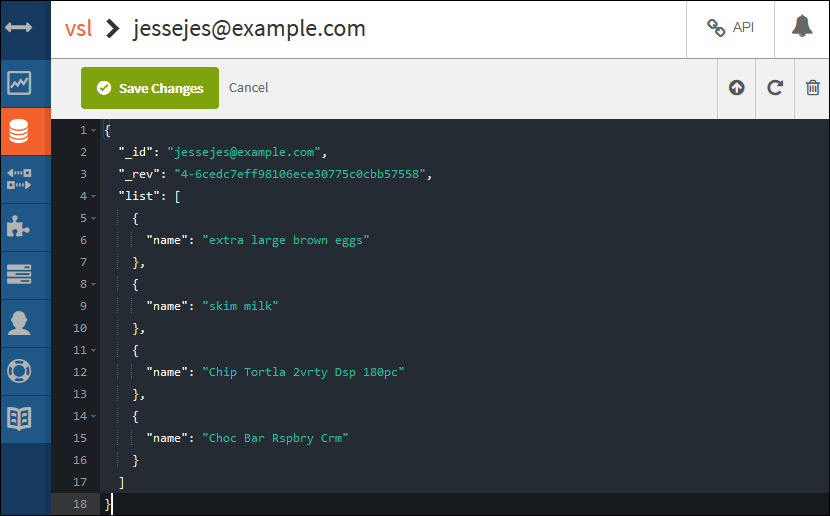 vsl > jessejes@example.com
API
Save Changes Cancel
1 {
2 "_id": "jessejes@example.com",
3 "_rev": "4-6cedc7eff98106ece30775c0cbb57558",
4 "list": [
5 {
6 "name": "extra large brown eggs"
7 },
8 {
9 "name": "skim milk"
10 },
11 {
12 "name": "Chip Tortla 2vrty Dsp 180pc"
13 },
14 {
15 "name": "Choc Bar Rspbry Crm"
16 }
17 ]
18 }